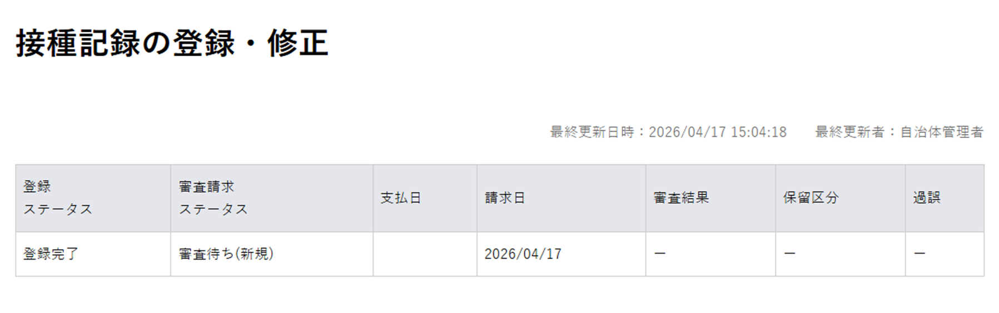 接種記録の登録・修正
最終更新日時：2026/04/17 15:04:18 最終更新者：自治体管理者
登録
ステータス
審査請求
ステータス
支払日
請求日
審査結果
保留区分
過誤
登録完了
審査待ち(新規)
2026/04/17
ー
ー
ー